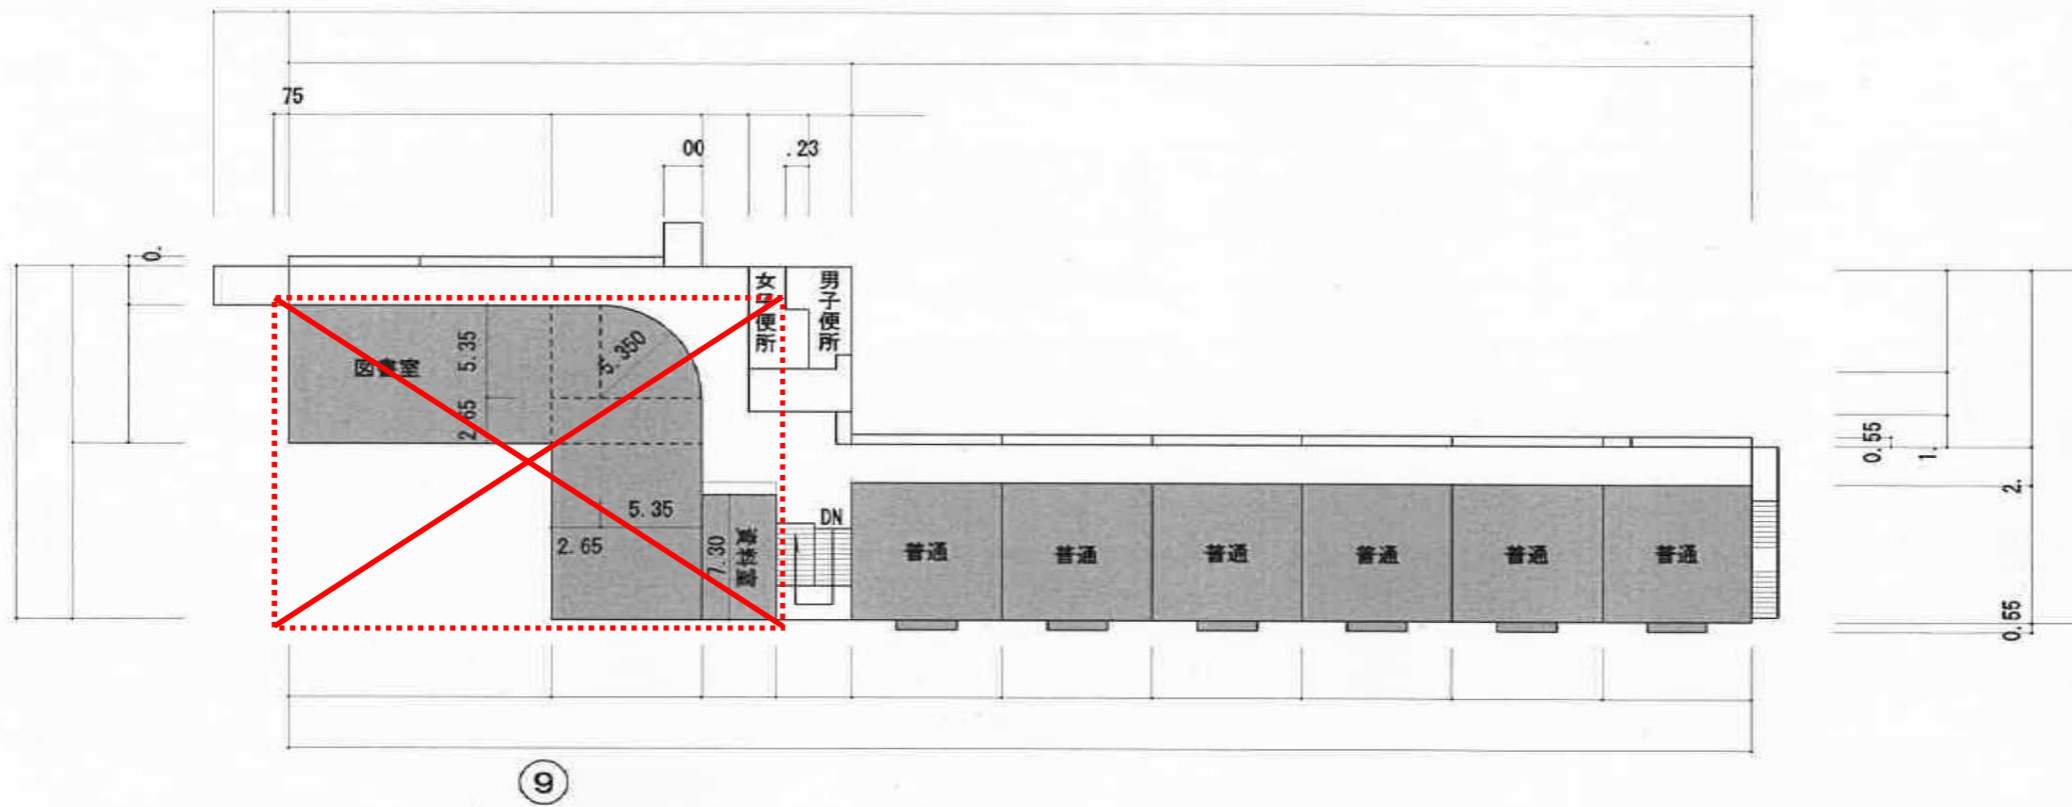 75
00
.23
0.
女子便所
男子便所
図書室
5.35
2.65
5.350
5.35
2.65
7.30
資料室
DN
普通
普通
普通
普通
普通
普通
0.55
1.
2.
0.55
9